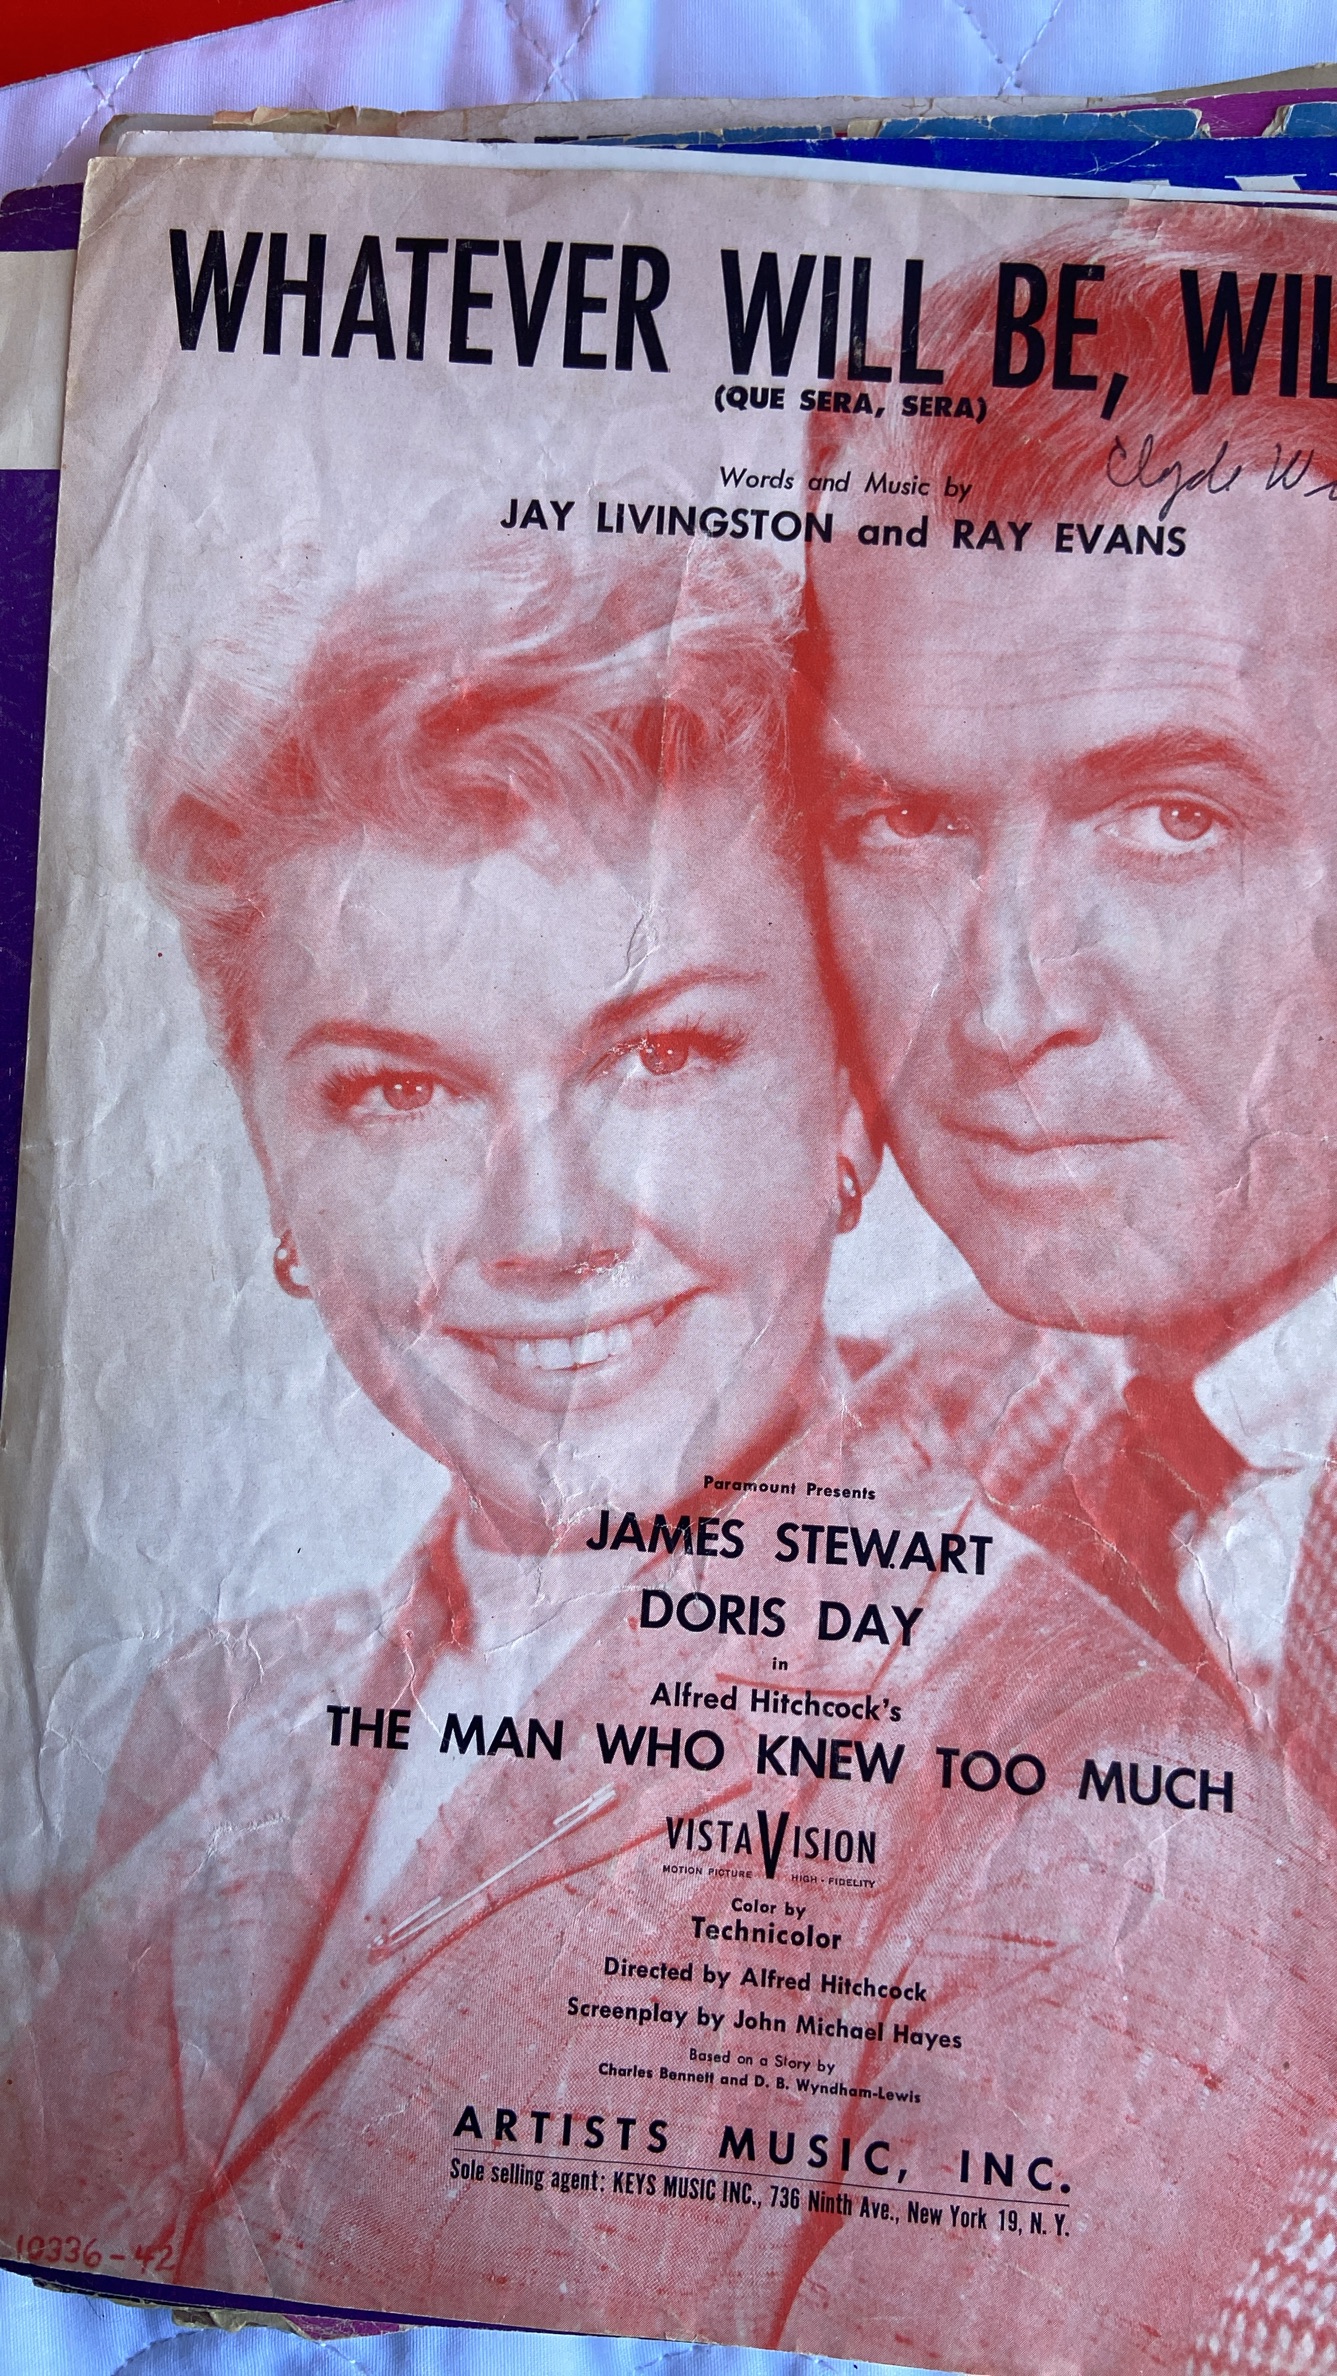 WHATEVER WILL BE, WIL
(QUE SERA, SERA)
Clyde
Words and Music by
JAY LIVINGSTON and RAY EVANS
Paramount Presents
JAMES STEWART
DORIS DAY
in
Alfred Hitchcock's
THE MAN WHO KNEW TOO MUCH
VISTAVISION
MOTION PICTURE HIGH-FIDELITY
Color by
Technicolor
Directed by Alfred Hitchcock
Screenplay by John Michael Hayes
Based on a Story by
Charles Bennett and D. B. Wyndham-Lewis
ARTISTS MUSIC, INC.
Sole selling agent: KEYS MUSIC INC., 736 Ninth Ave., New York 19, N. Y.
10336-42